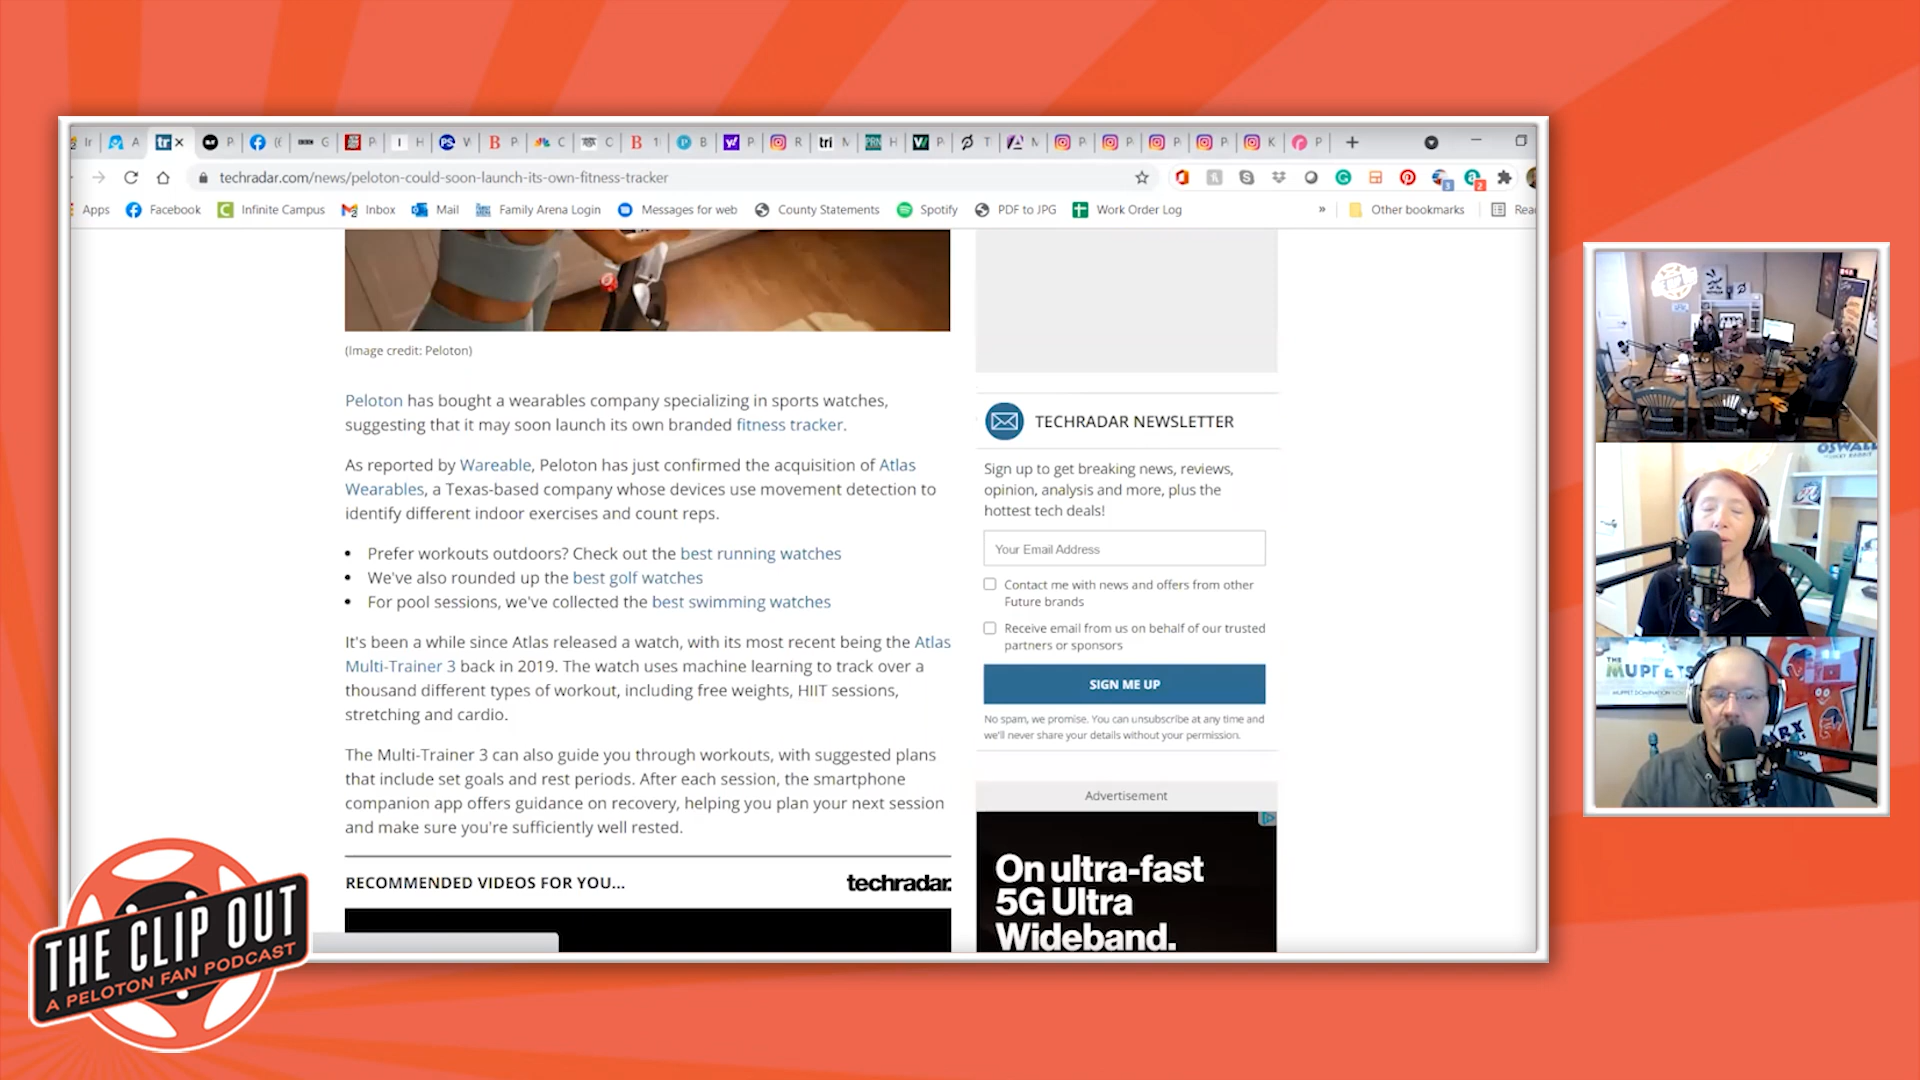 techradar.com/news/peloton-could-soon-launch-its-own-fitness-tracker
Apps Facebook Infinite Campus Inbox Mail Family Arena Login Messages for web County Statements Spotify PDF to JPG Work Order Log » Other bookmarks Rea
(Image credit: Peloton)
Peloton has bought a wearables company specializing in sports watches,
suggesting that it may soon launch its own branded fitness tracker.
As reported by Wareable, Peloton has just confirmed the acquisition of Atlas
Wearables, a Texas-based company whose devices use movement detection to
identify different indoor exercises and count reps.
• Prefer workouts outdoors? Check out the best running watches
• We've also rounded up the best golf watches
• For pool sessions, we've collected the best swimming watches
It's been a while since Atlas released a watch, with its most recent being the Atlas
Multi-Trainer 3 back in 2019. The watch uses machine learning to track over a
thousand different types of workout, including free weights, HIIT sessions,
stretching and cardio.
The Multi-Trainer 3 can also guide you through workouts, with suggested plans
that include set goals and rest periods. After each session, the smartphone
companion app offers guidance on recovery, helping you plan your next session
and make sure you're sufficiently well rested.
RECOMMENDED VIDEOS FOR YOU...
techradar.
TECHRADAR NEWSLETTER
Sign up to get breaking news, reviews,
opinion, analysis and more, plus the
hottest tech deals!
Your Email Address
Contact me with news and offers from other
Future brands
Receive email from us on behalf of our trusted
partners or sponsors
SIGN ME UP
No spam, we promise. You can unsubscribe at any time and
we'll never share your details without your permission.
Advertisement
On ultra-fast
5G Ultra
Wideband.
OSWAL
THE
MUPPETS
THE CLIP OUT
A PELOTON FAN PODCAST